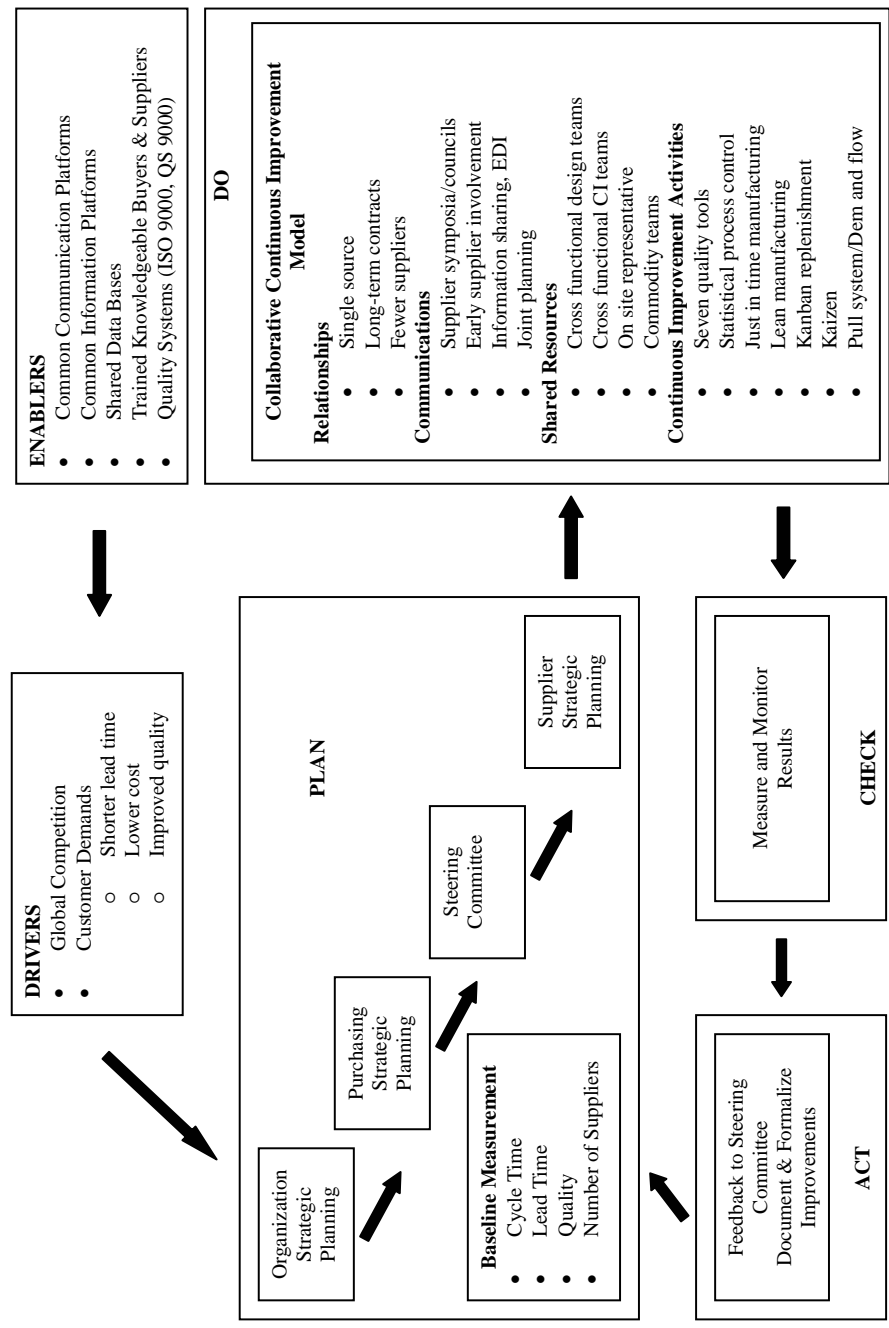 ENABLERS
• Common Communication Platforms
• Common Information Platforms
• Shared Data Bases
• Trained Knowledgeable Buyers & Suppliers
• Quality Systems (ISO 9000, QS 9000)
DRIVERS
• Global Competition
• Customer Demands
o Shorter lead time
o Lower cost
o Improved quality
PLAN
Organization
Strategic
Planning
Purchasing
Strategic
Planning
Steering
Committee
Supplier
Strategic
Planning
Baseline Measurement
• Cycle Time
• Lead Time
• Quality
• Number of Suppliers
DO
Collaborative Continuous Improvement
Model
Relationships
• Single source
• Long-term contracts
• Fewer suppliers
Communications
• Supplier symposia/councils
• Early supplier involvement
• Information sharing, EDI
• Joint planning
Shared Resources
• Cross functional design teams
• Cross functional CI teams
• On site representative
• Commodity teams
Continuous Improvement Activities
• Seven quality tools
• Statistical process control
• Just in time manufacturing
• Lean manufacturing
• Kanban replenishment
• Kaizen
• Pull system/Dem and flow
Measure and Monitor
Results
CHECK
Feedback to Steering
Committee
Document & Formalize
Improvements
ACT